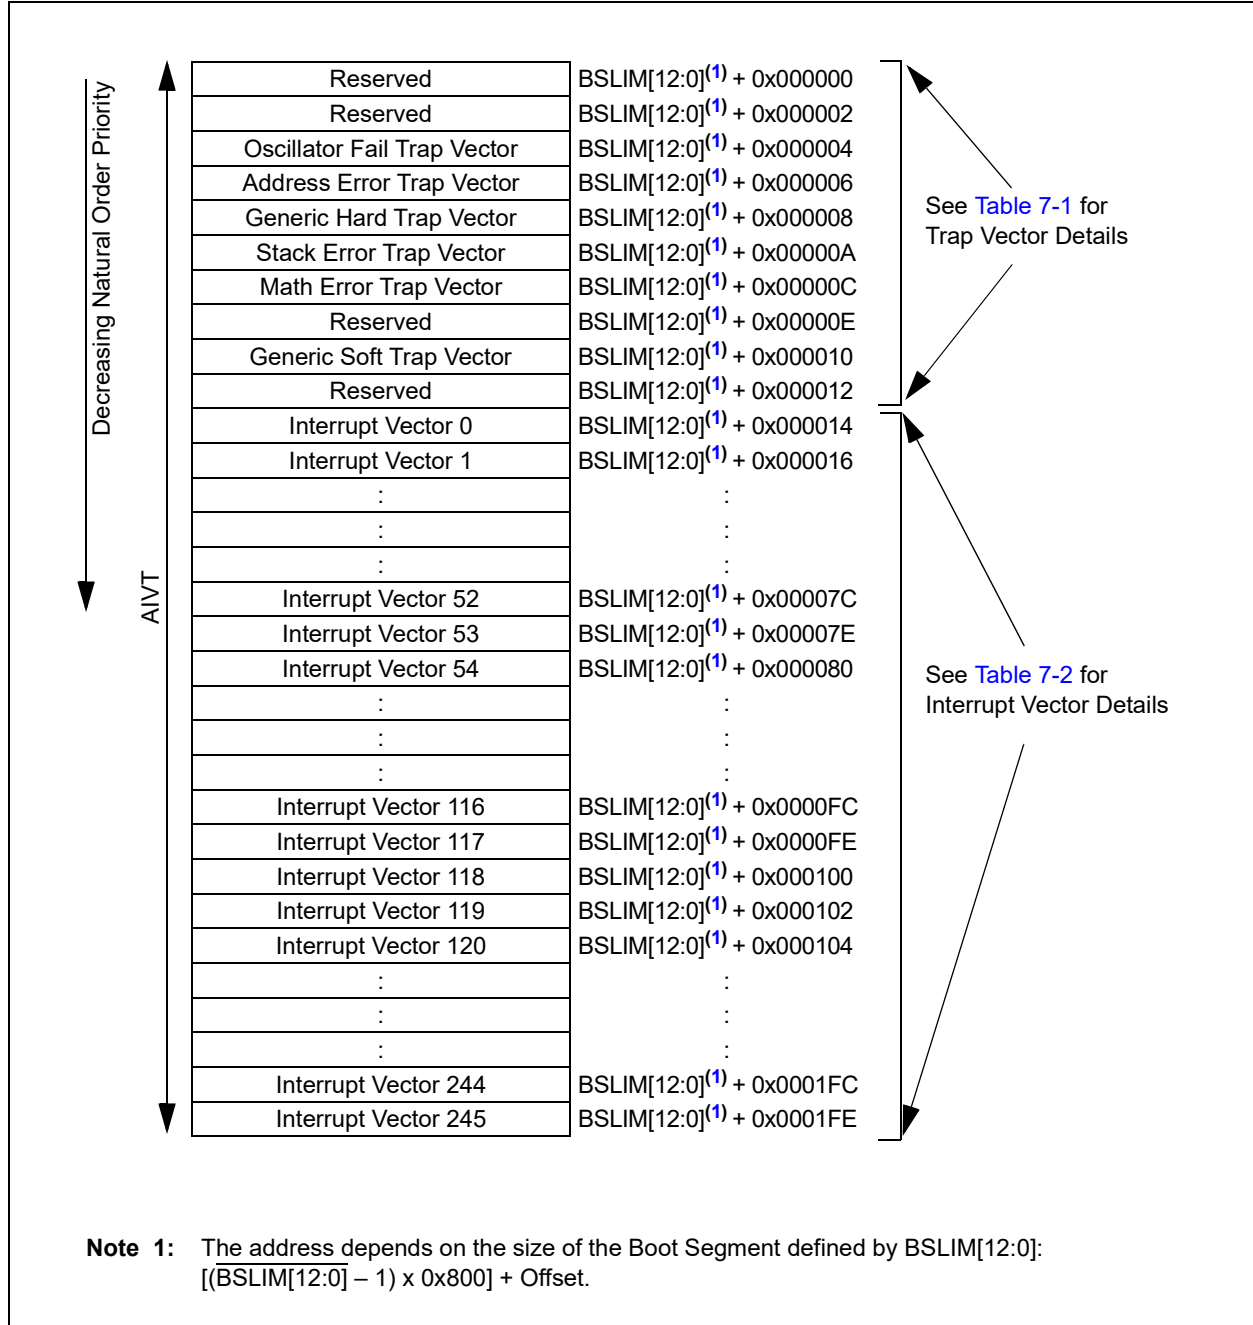 Decreasing Natural Order Priority
AIVT
Reserved BSLIM[12:0](1) + 0x000000
Reserved BSLIM[12:0](1) + 0x000002
Oscillator Fail Trap Vector BSLIM[12:0](1) + 0x000004
Address Error Trap Vector BSLIM[12:0](1) + 0x000006
Generic Hard Trap Vector BSLIM[12:0](1) + 0x000008
Stack Error Trap Vector BSLIM[12:0](1) + 0x00000A
Math Error Trap Vector BSLIM[12:0](1) + 0x00000C
Reserved BSLIM[12:0](1) + 0x00000E
Generic Soft Trap Vector BSLIM[12:0](1) + 0x000010
Reserved BSLIM[12:0](1) + 0x000012
See Table 7-1 for
Trap Vector Details
Interrupt Vector 0 BSLIM[12:0](1) + 0x000014
Interrupt Vector 1 BSLIM[12:0](1) + 0x000016
: :
: :
: :
Interrupt Vector 52 BSLIM[12:0](1) + 0x00007C
Interrupt Vector 53 BSLIM[12:0](1) + 0x00007E
Interrupt Vector 54 BSLIM[12:0](1) + 0x000080
: :
: :
: :
Interrupt Vector 116 BSLIM[12:0](1) + 0x0000FC
Interrupt Vector 117 BSLIM[12:0](1) + 0x0000FE
Interrupt Vector 118 BSLIM[12:0](1) + 0x000100
Interrupt Vector 119 BSLIM[12:0](1) + 0x000102
Interrupt Vector 120 BSLIM[12:0](1) + 0x000104
: :
: :
: :
Interrupt Vector 244 BSLIM[12:0](1) + 0x0001FC
Interrupt Vector 245 BSLIM[12:0](1) + 0x0001FE
See Table 7-2 for
Interrupt Vector Details
Note 1: The address depends on the size of the Boot Segment defined by BSLIM[12:0]:
[(B̅S̅L̅I̅M̅[̅1̅2̅:̅0̅]̅ – 1) x 0x800] + Offset.